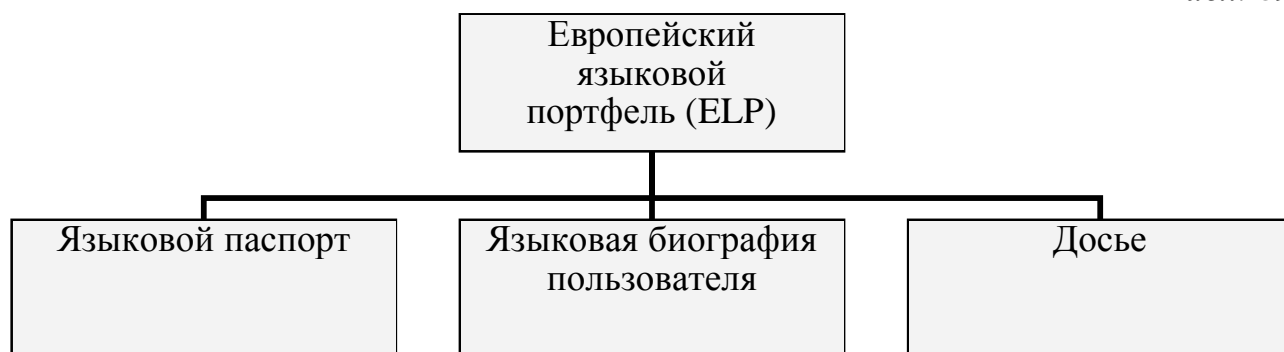 Европейский
языковой
портфель (ELP)
Языковой паспорт
Языковая биография
пользователя
Досье